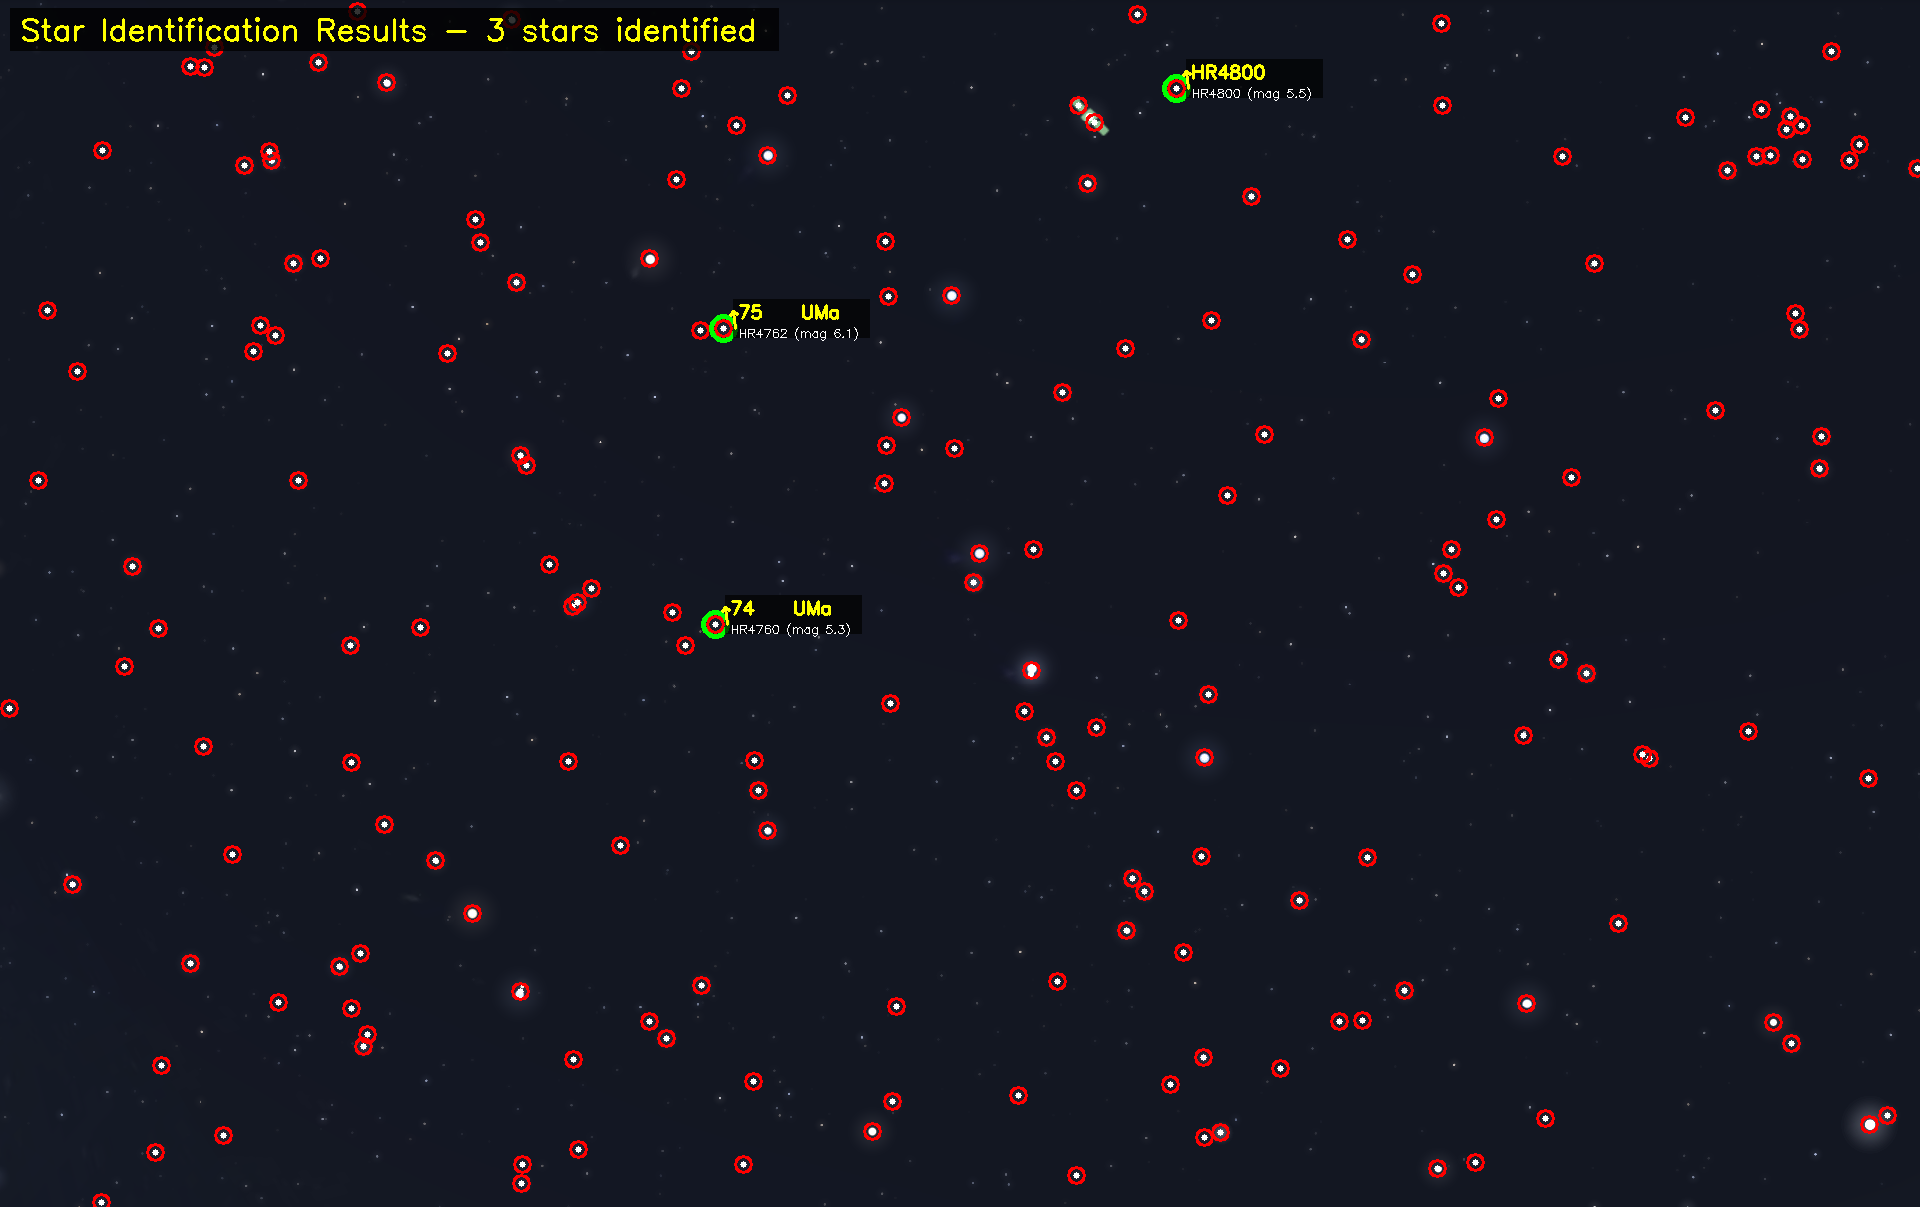 Star Identification Results – 3 stars identified
HR4800
HR4800 (mag 5.5)
75 UMa
HR4762 (mag 6.1)
74 UMa
HR4760 (mag 5.3)